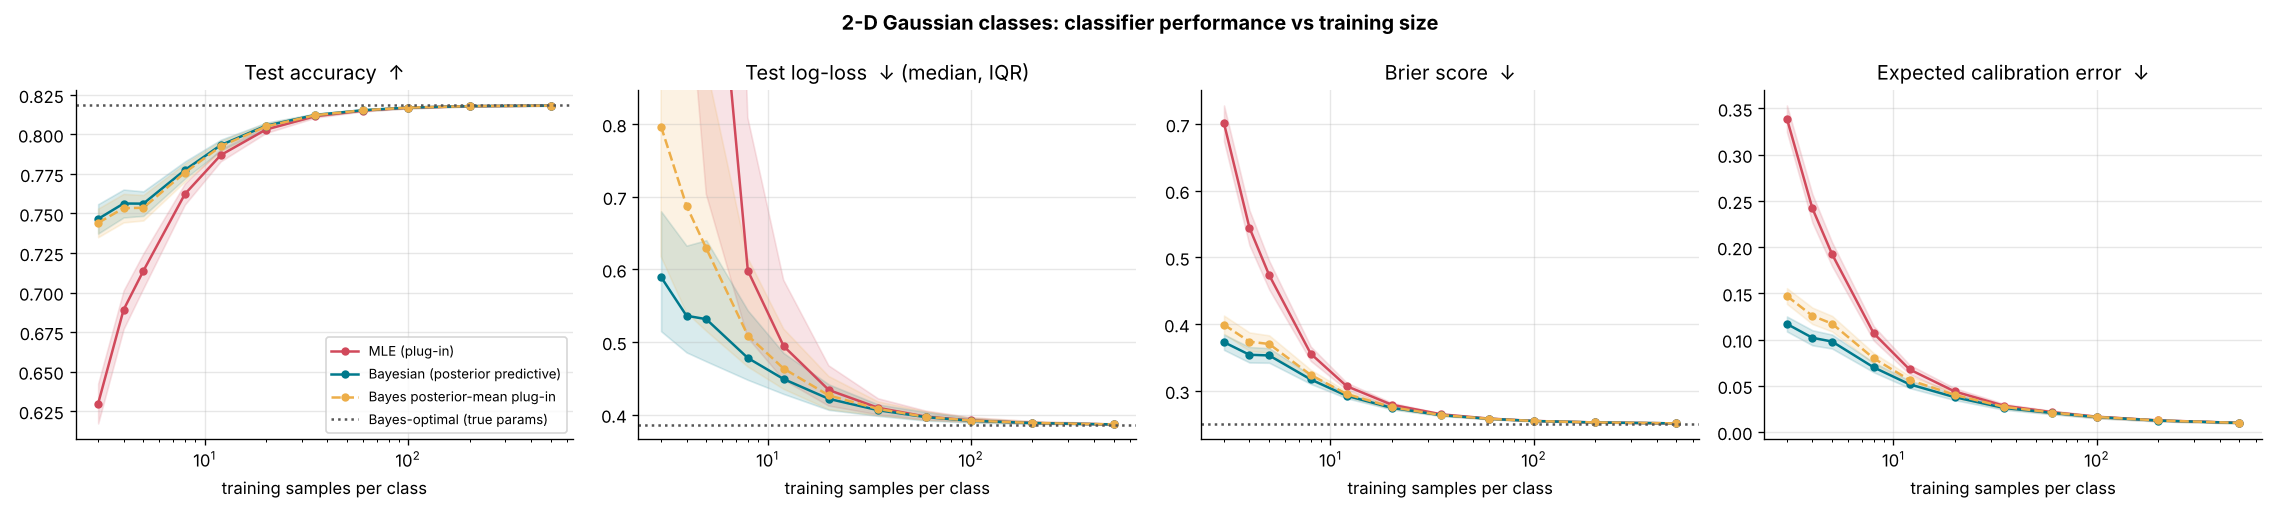 2-D Gaussian classes: classifier performance vs training size
Test accuracy ↑
0.825
0.800
0.775
0.750
0.725
0.700
0.675
0.650
0.625
MLE (plug-in)
Bayesian (posterior predictive)
Bayes posterior-mean plug-in
Bayes-optimal (true params)
10¹
10²
training samples per class
Test log-loss ↓ (median, IQR)
0.8
0.7
0.6
0.5
0.4
10¹
10²
training samples per class
Brier score ↓
0.7
0.6
0.5
0.4
0.3
10¹
10²
training samples per class
Expected calibration error ↓
0.35
0.30
0.25
0.20
0.15
0.10
0.05
0.00
10¹
10²
training samples per class